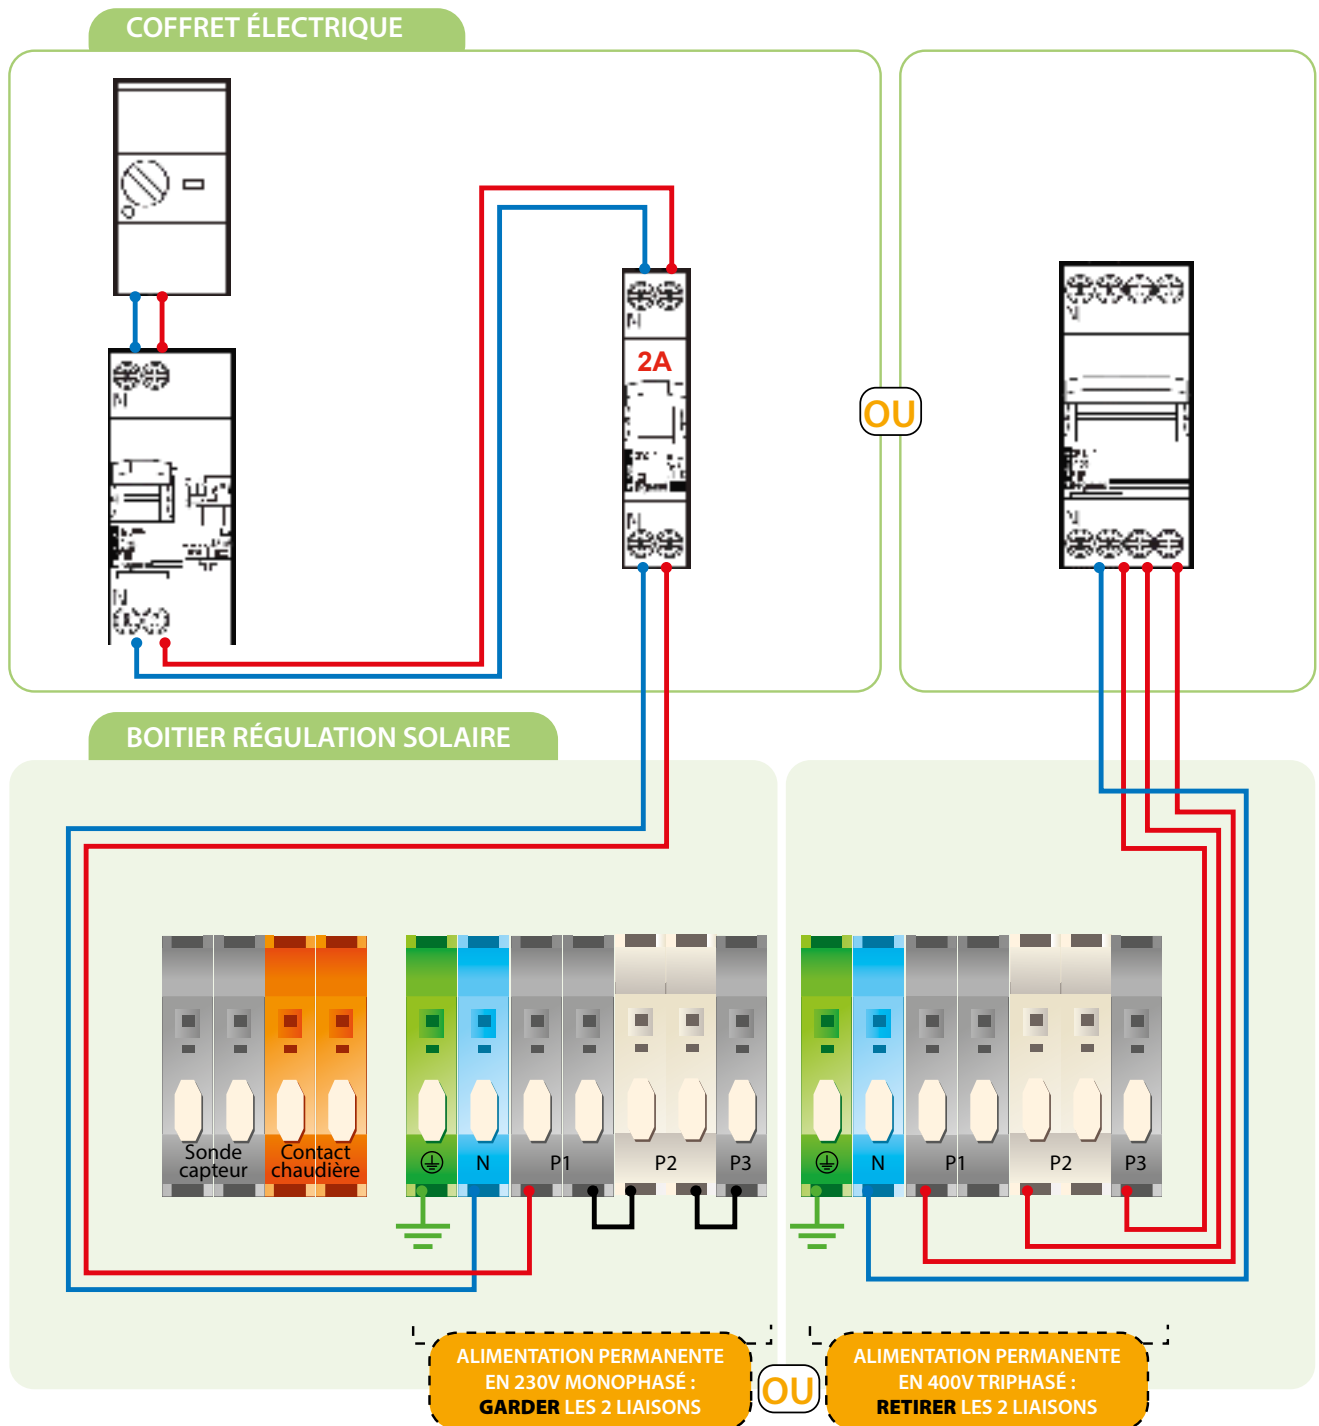 COFFRET ÉLECTRIQUE
N
N
N
2A
N
OU
N
N
BOITIER RÉGULATION SOLAIRE
Sonde capteur
Contact chaudière
N
P1
P2
P3
N
P1
P2
P3
ALIMENTATION PERMANENTE
EN 230V MONOPHASÉ :
GARDER LES 2 LIAISONS
OU
ALIMENTATION PERMANENTE
EN 400V TRIPHASÉ :
RETIRER LES 2 LIAISONS